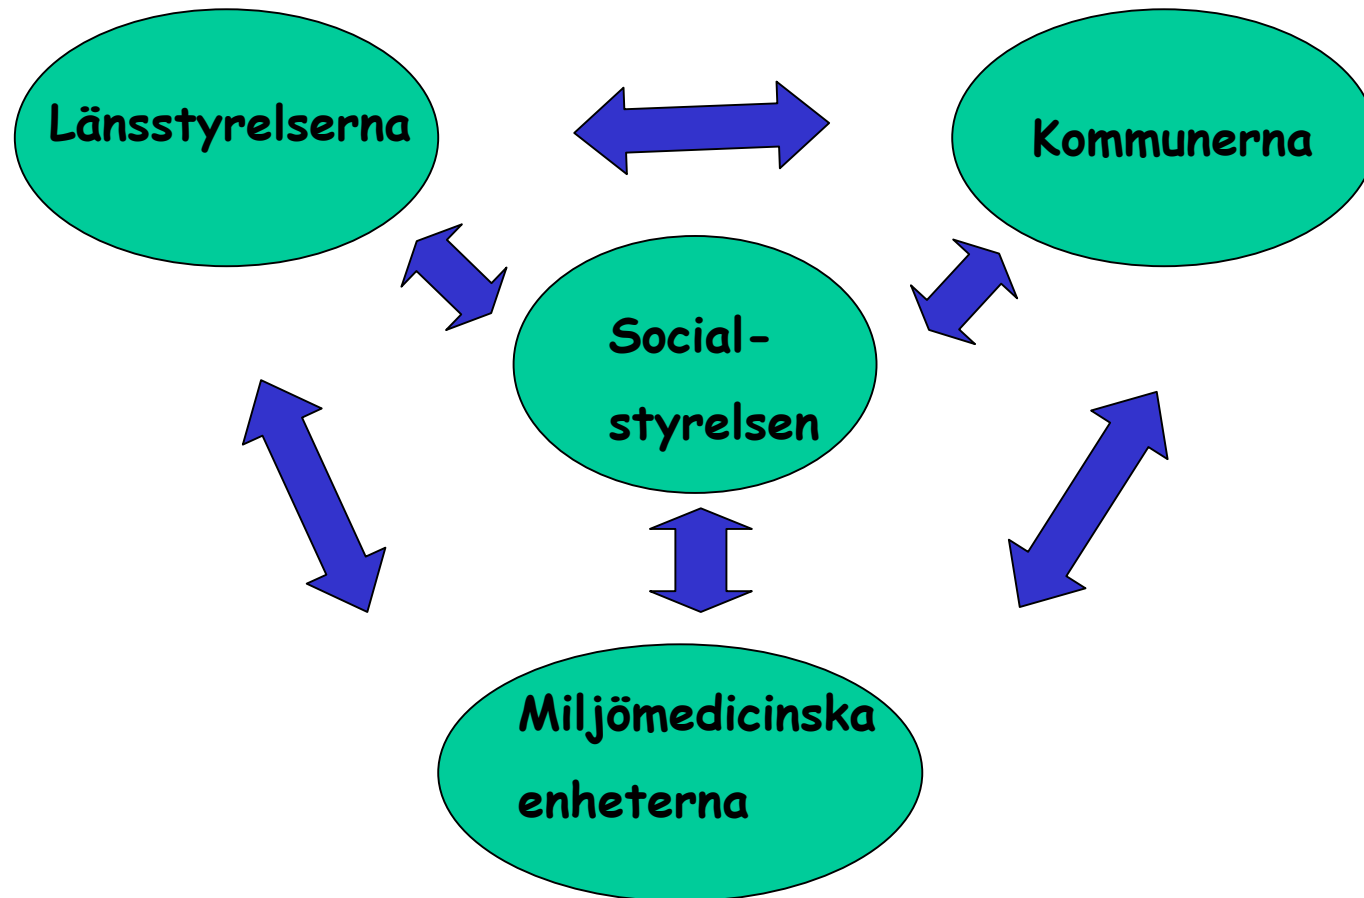 Länsstyrelserna
Kommunerna
Social-
styrelsen
Miljömedicinska
enheterna